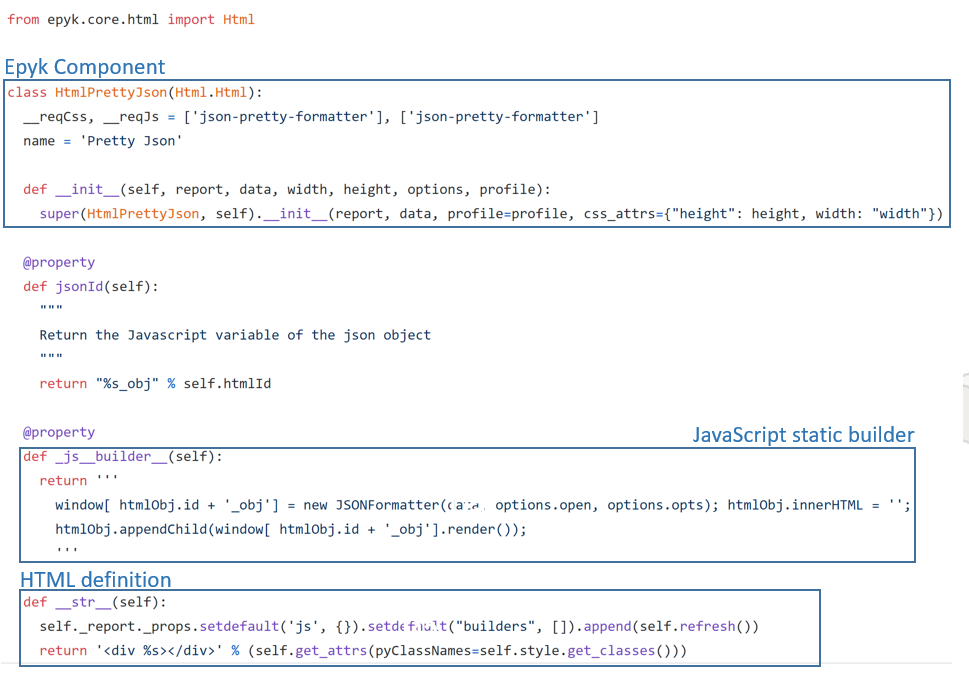 from epyk.core.html import Html
Epyk Component
class HtmlPrettyJson(Html.Html):
  __reqCss, __reqJs = ['json-pretty-formatter'], ['json-pretty-formatter']
  name = 'Pretty Json'
  def __init__(self, report, data, width, height, options, profile):
    super(HtmlPrettyJson, self).__init__(report, data, profile=profile, css_attrs={"height": height, width: "width"})
  @property
  def jsonId(self):
    """
    Return the Javascript variable of the json object
    """
    return "%s_obj" % self.htmlId
  @property
JavaScript static builder
  def _js__builder__(self):
    return '''
      window[ htmlObj.id + '_obj'] = new JSONFormatter(data, options.open, options.opts); htmlObj.innerHTML = '';
      htmlObj.appendChild(window[ htmlObj.id + '_obj'].render());
      '''
HTML definition
  def __str__(self):
    self._report._props.setdefault('js', {}).setdefault("builders", []).append(self.refresh())
    return '<div %s></div>' % (self.get_attrs(pyClassNames=self.style.get_classes()))